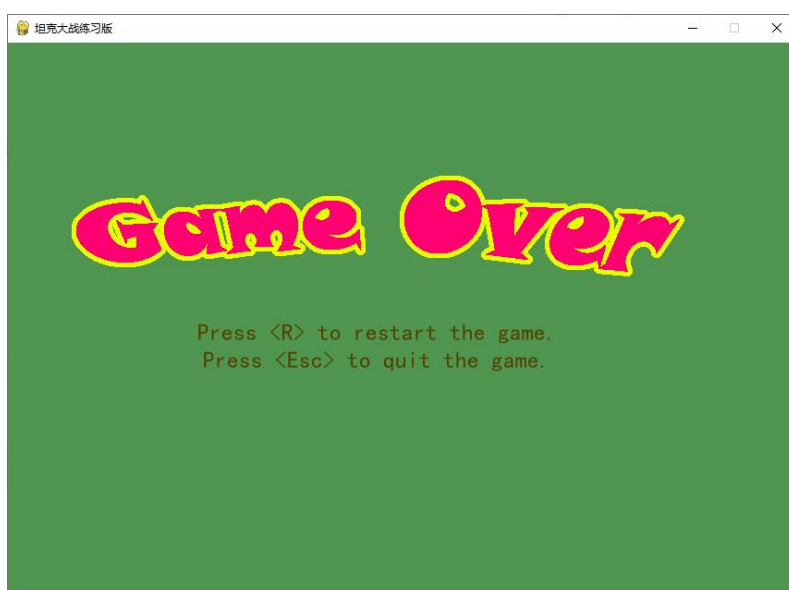 坦克大战练习版
Game Over
Press <R> to restart the game.
Press <Esc> to quit the game.